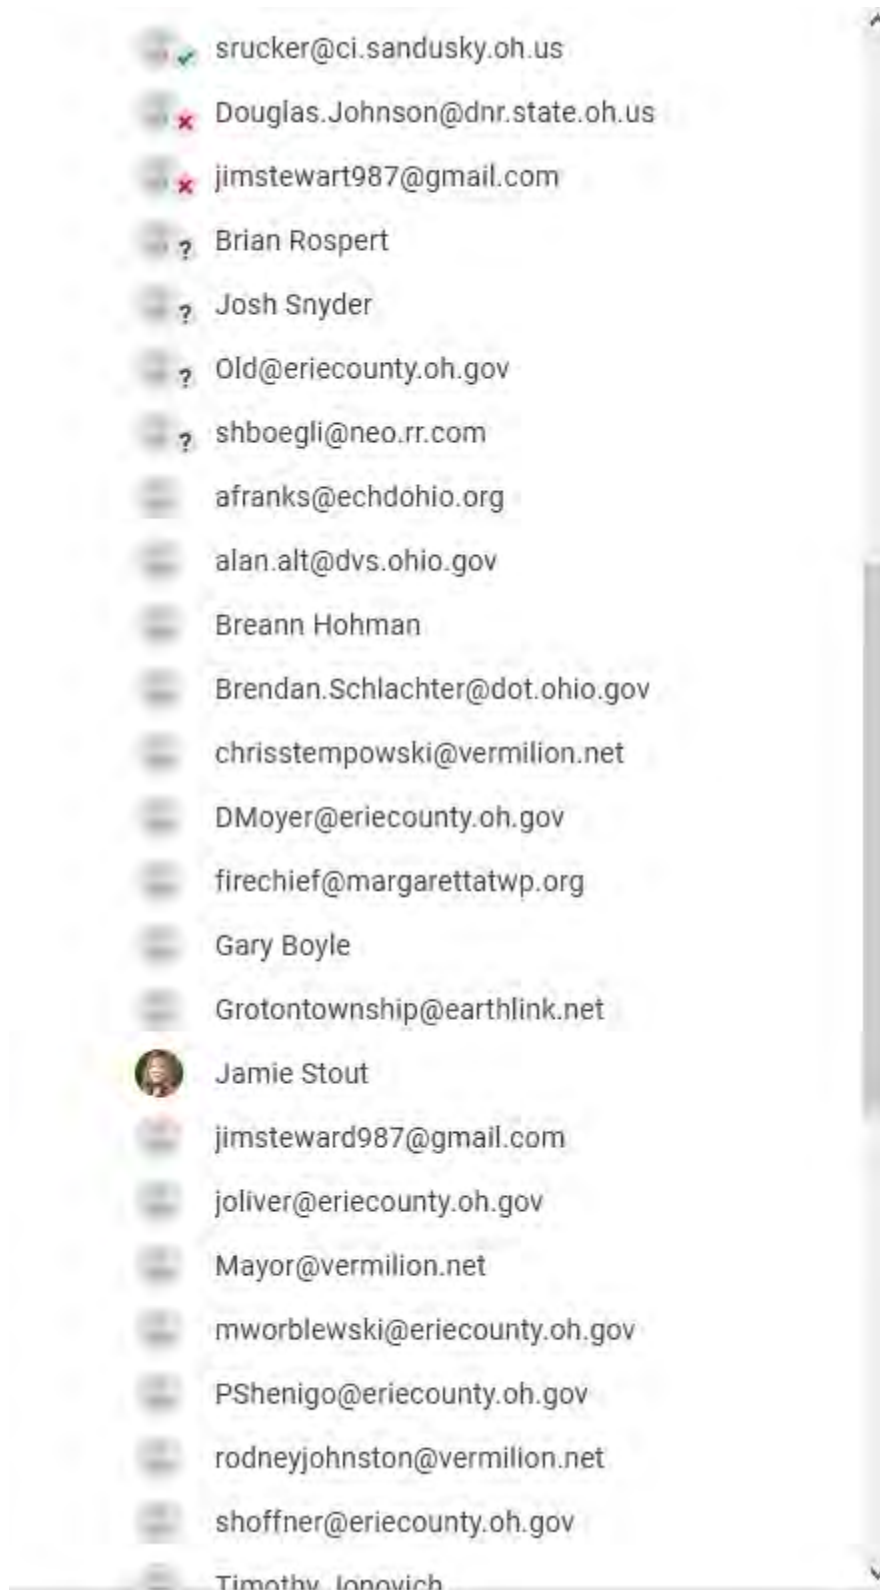 srucker@ci.sandusky.oh.us
Douglas.Johnson@dnr.state.oh.us
jimstewart987@gmail.com
? Brian Rospert
? Josh Snyder
? Old@eriecounty.oh.gov
? shboegli@neo.rr.com
afranks@echdohio.org
alan.alt@dvs.ohio.gov
Breann Hohman
Brendan.Schlachter@dot.ohio.gov
chrisstempowski@vermilion.net
DMoyer@eriecounty.oh.gov
firechief@margarettatwp.org
Gary Boyle
Grotontownship@earthlink.net
Jamie Stout
jimsteward987@gmail.com
joliver@eriecounty.oh.gov
Mayor@vermilion.net
mworblewski@eriecounty.oh.gov
PShenigo@eriecounty.oh.gov
rodneyjohnston@vermilion.net
shoffner@eriecounty.oh.gov
Timothy Jonovich